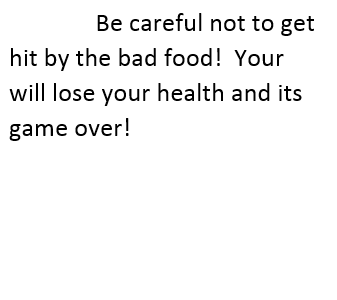 Be careful not to get
hit by the bad food!  Your
will lose your health and its
game over!